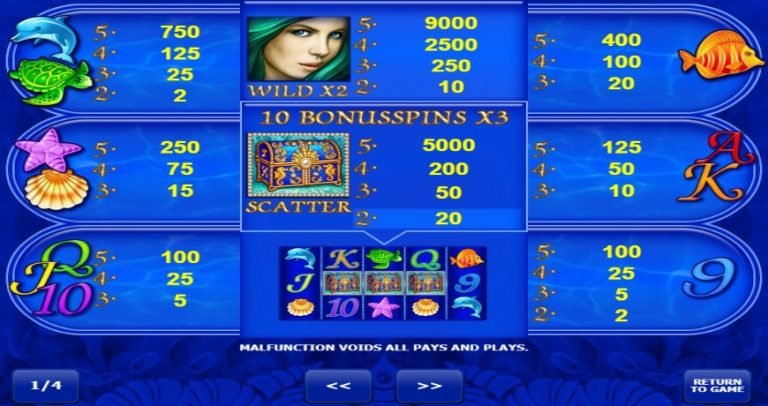 5· 750
4· 125
3· 25
2· 2
WILD X2
5· 9000
4· 2500
3· 250
2· 10
5· 400
4· 100
3· 20
5· 250
4· 75
3· 15
10 BONUSSPINS X3
SCATTER
5· 5000
4· 200
3· 50
2· 20
A
K
5· 125
4· 50
3· 10
Q
J
10
5· 100
4· 25
3· 5
K Q
J 9
10
5· 100
4· 25
3· 5
2· 2
9
MALFUNCTION VOIDS ALL PAYS AND PLAYS.
1/4
<<
>>
RETURN
TO GAME